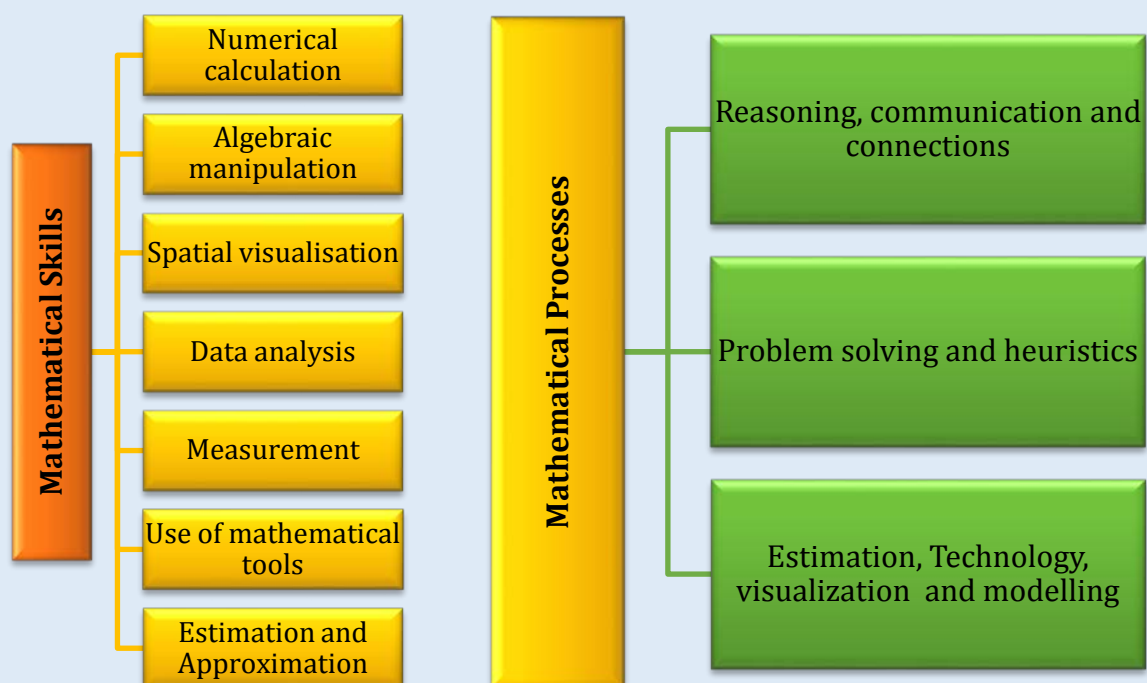 Mathematical Skills
Numerical
calculation
Algebraic
manipulation
Spatial visualisation
Data analysis
Measurement
Use of mathematical
tools
Estimation and
Approximation
Mathematical Processes
Reasoning, communication and
connections
Problem solving and heuristics
Estimation, Technology,
visualization and modelling